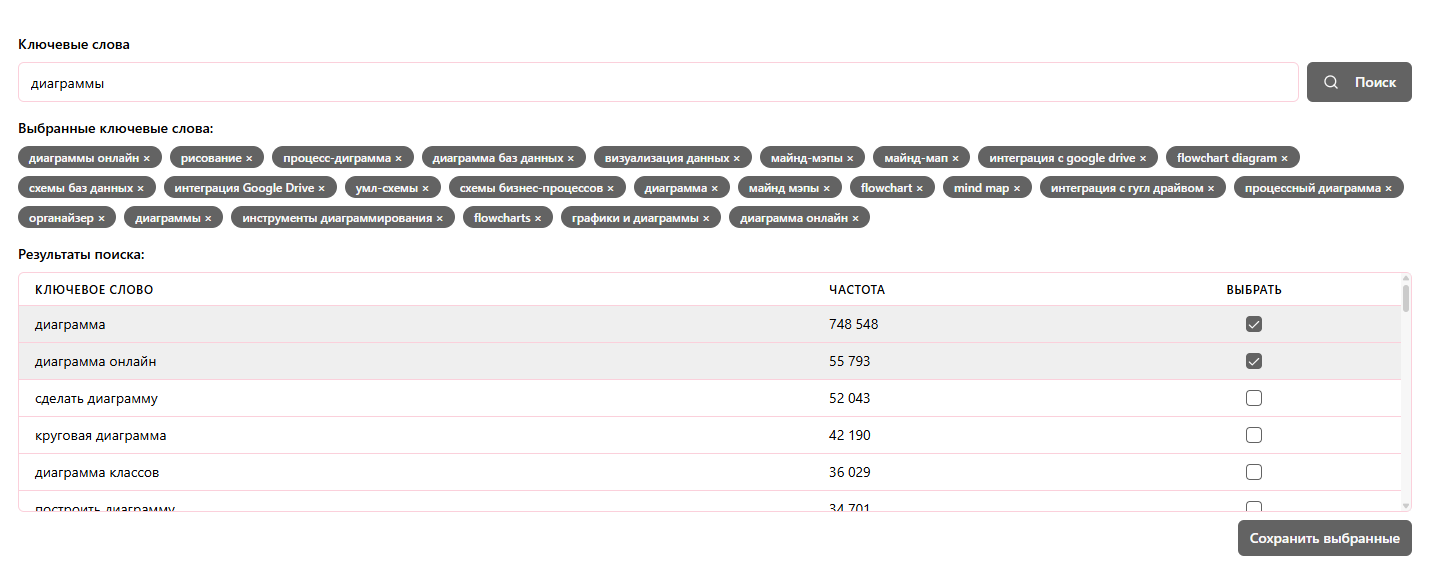 Ключевые слова
диаграммы
Поиск
Выбранные ключевые слова:
диаграммы онлайн × рисование × процесс-диграмма × диаграмма баз данных × визуализация данных × майнд-мэпы × майнд-мап × интеграция с google drive × flowchart diagram ×
схемы баз данных × интеграция Google Drive × умл-схемы × схемы бизнес-процессов × диаграмма × майнд мэпы × flowchart × mind map × интеграция с гугл драйвом × процессный диаграмма ×
органайзер × диаграммы × инструменты диаграммирования × flowcharts × графики и диаграммы × диаграмма онлайн ×
Результаты поиска:
КЛЮЧЕВОЕ СЛОВО ЧАСТОТА ВЫБРАТЬ
диаграмма 748 548
диаграмма онлайн 55 793
сделать диаграмму 52 043
круговая диаграмма 42 190
диаграмма классов 36 029
построить диаграмму 34 701
Сохранить выбранные